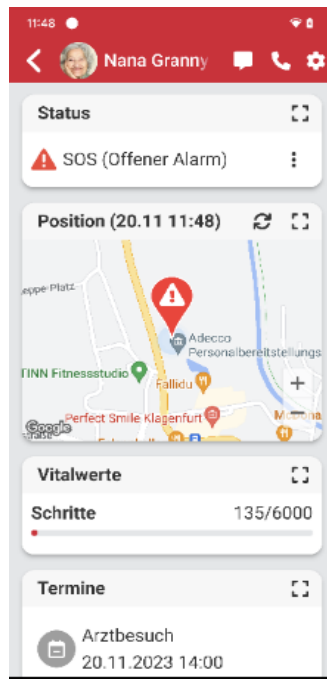 11:48
Nana Granny
Status
SOS (Offener Alarm)
Position (20.11 11:48)
eppe-Platz
Adecco
Personalbereitstellungs
TINN Fitnessstudio
Fallidu
+
Perfect Smile Klagenfurt
Google
Vitalwerte
Schritte 135/6000
Termine
Arztbesuch
20.11.2023 14:00